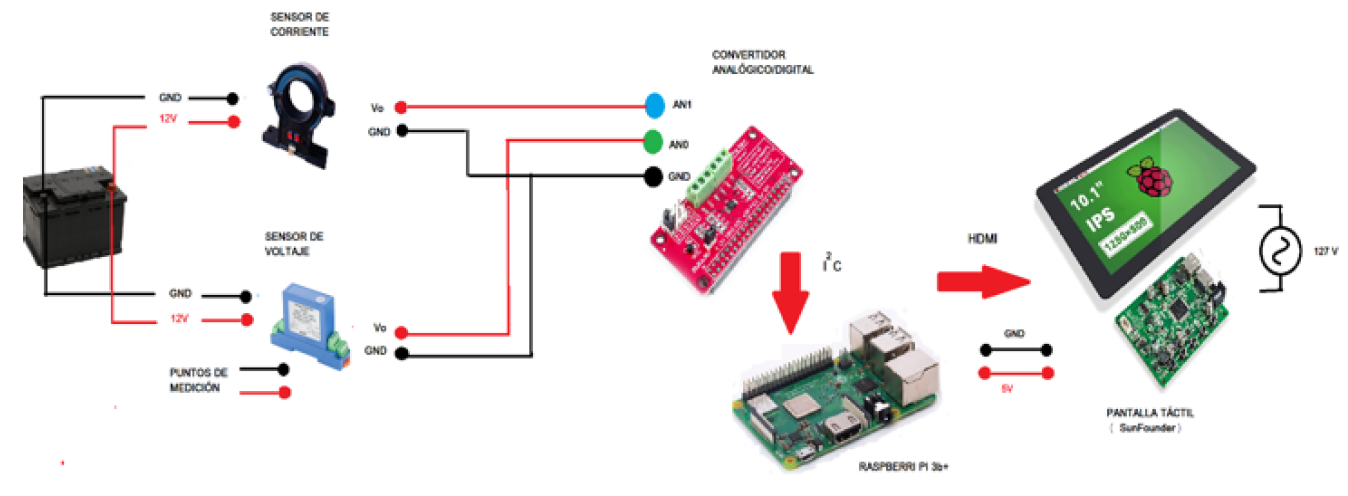 SENSOR DE
CORRIENTE
GND
12V
Vo
GND
CONVERTIDOR
ANALÓGICO/DIGITAL
AN1
AN0
GND
SENSOR DE
VOLTAJE
GND
12V
Vo
GND
PUNTOS DE
MEDICIÓN
I²C
HDMI
10.1"
IPS
1280×800
127 V
GND
5V
RASPBERRI PI 3b+
PANTALLA TÁCTIL
( SunFounder )